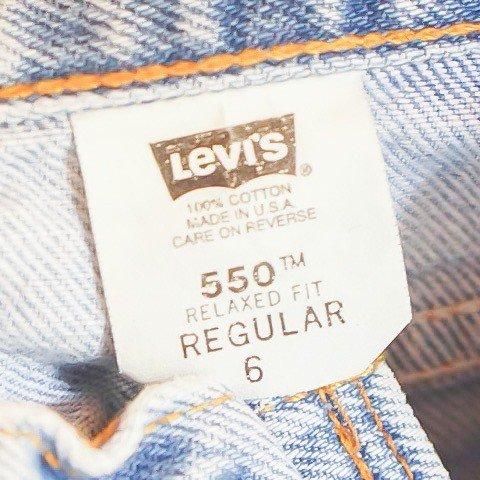 Levi's ®
100% COTTON
MADE IN U.S.A.
CARE ON REVERSE
550™
RELAXED FIT
REGULAR
6